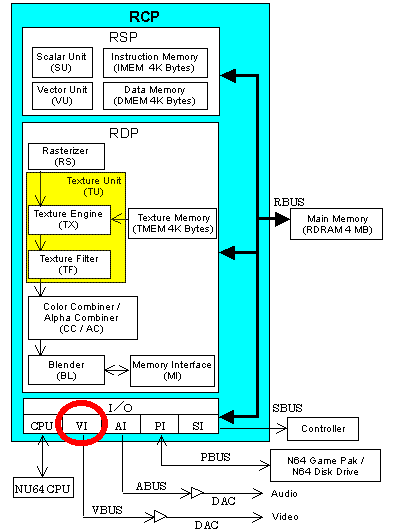 RCP
RSP
Scalar Unit
(SU)
Instruction Memory
(IMEM 4K Bytes)
Vector Unit
(VU)
Data Memory
(DMEM 4K Bytes)
RDP
Rasterizer
(RS)
Texture Unit
(TU)
Texture Engine
(TX)
Texture Memory
(TMEM 4K Bytes)
Texture Filter
(TF)
Color Combiner /
Alpha Combiner
(CC / AC)
Blender
(BL)
Memory Interface
(MI)
RBUS
Main Memory
(RDRAM 4 MB)
I/O
CPU VI AI PI SI
SBUS
Controller
PBUS
N64 Game Pak /
N64 Disk Drive
NU64 CPU
ABUS
DAC
Audio
VBUS
DAC
Video